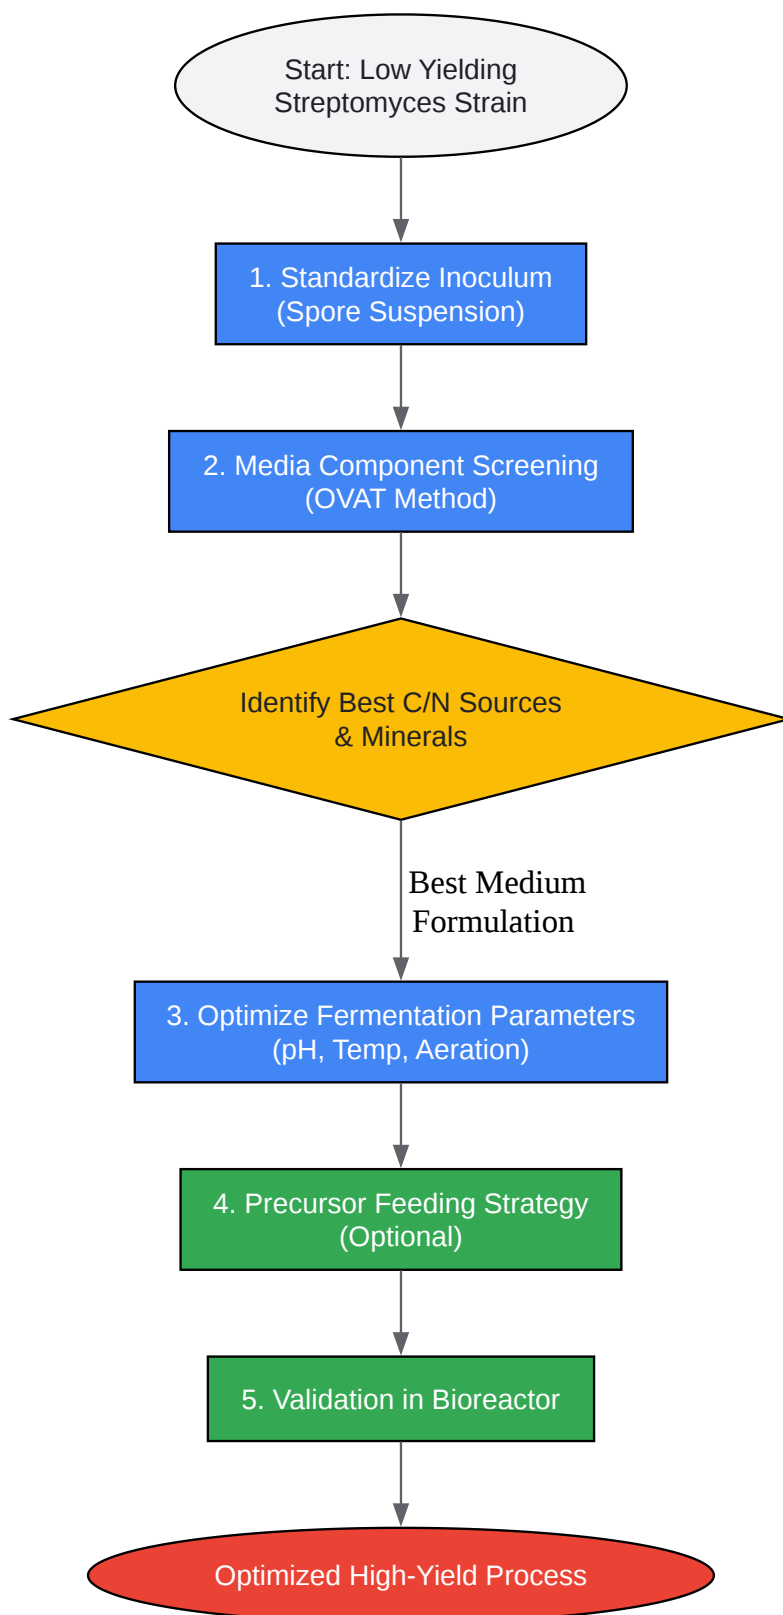 Start: Low Yielding
Streptomyces Strain
1. Standardize Inoculum
(Spore Suspension)
2. Media Component Screening
(OVAT Method)
Identify Best C/N Sources
& Minerals
Best Medium
Formulation
3. Optimize Fermentation Parameters
(pH, Temp, Aeration)
4. Precursor Feeding Strategy
(Optional)
5. Validation in Bioreactor
Optimized High-Yield Process